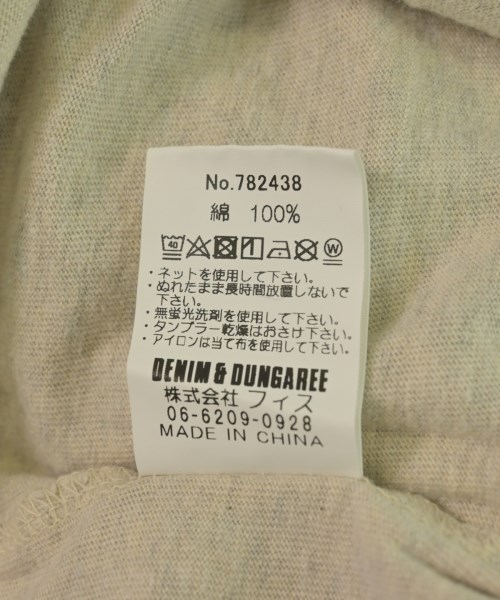 No.782438
綿 100%
40 W
・ネットを使用して下さい。
・ぬれたまま長時間放置しないで
下さい。
・無蛍光洗剤を使用して下さい。
・タンブラー乾燥はおさけ下さい。
・アイロンは当て布を使用して下さい。
DENIM & DUNGAREE
株式会社 フィス
06-6209-0928
MADE IN CHINA